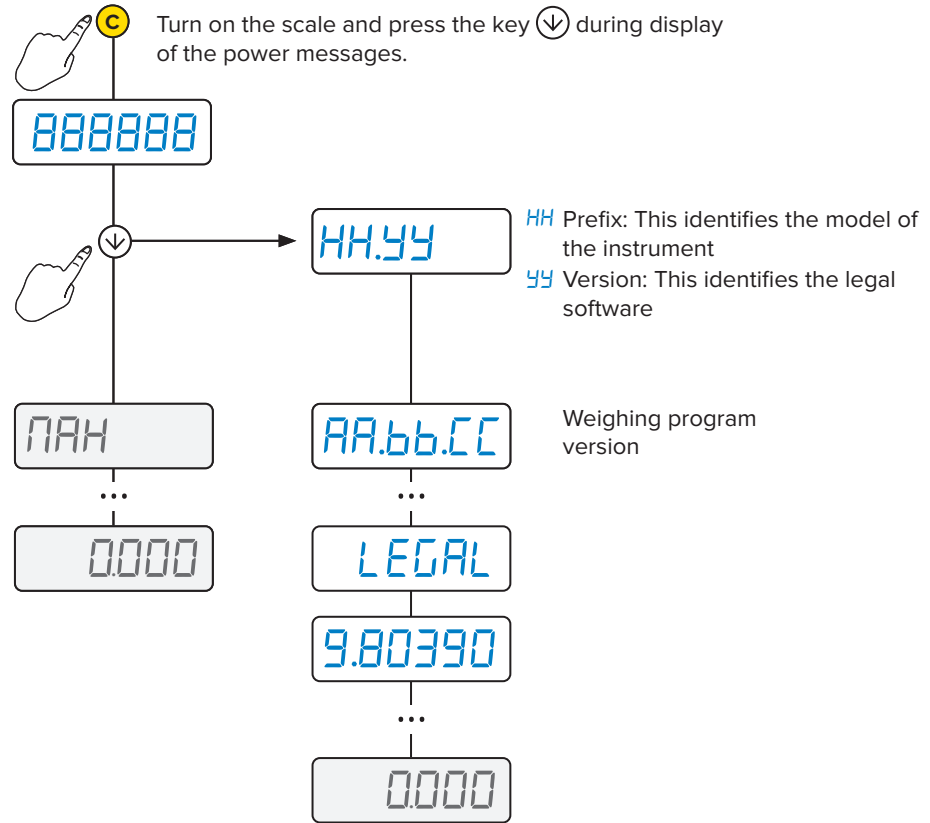 C
Turn on the scale and press the key during display
of the power messages.
888888
HH.yy
HH Prefix: This identifies the model of
the instrument
yy Version: This identifies the legal
software
MAH
AA.bb.CC
Weighing program
version
...
...
0.000
LEGAL
9.80390
...
0.000